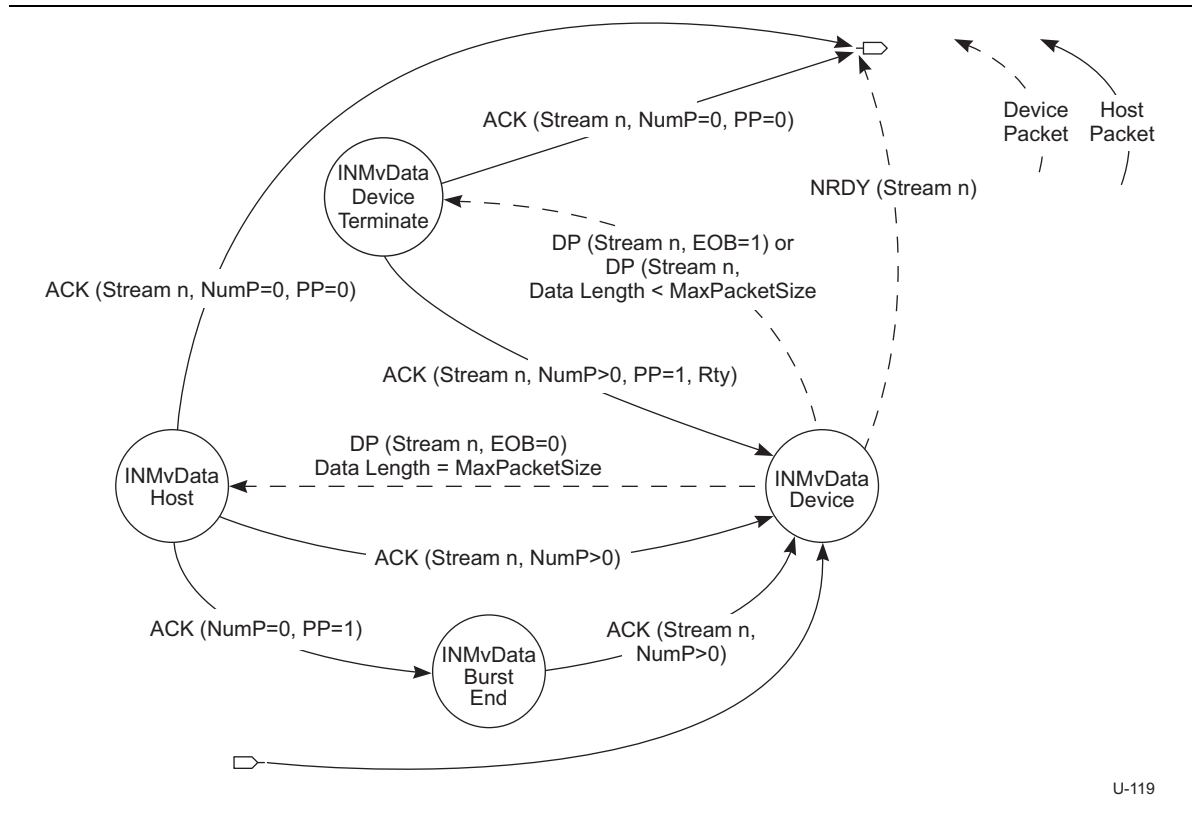 Device
Packet
Host
Packet
ACK (Stream n, NumP=0, PP=0)
INMvData
Device
Terminate
NRDY (Stream n)
DP (Stream n, EOB=1) or
DP (Stream n,
Data Length < MaxPacketSize
ACK (Stream n, NumP=0, PP=0)
ACK (Stream n, NumP>0, PP=1, Rty)
DP (Stream n, EOB=0)
Data Length = MaxPacketSize
INMvData
Host
INMvData
Device
ACK (Stream n, NumP>0)
ACK (NumP=0, PP=1)
INMvData
Burst
End
ACK (Stream n,
NumP>0)
U-119